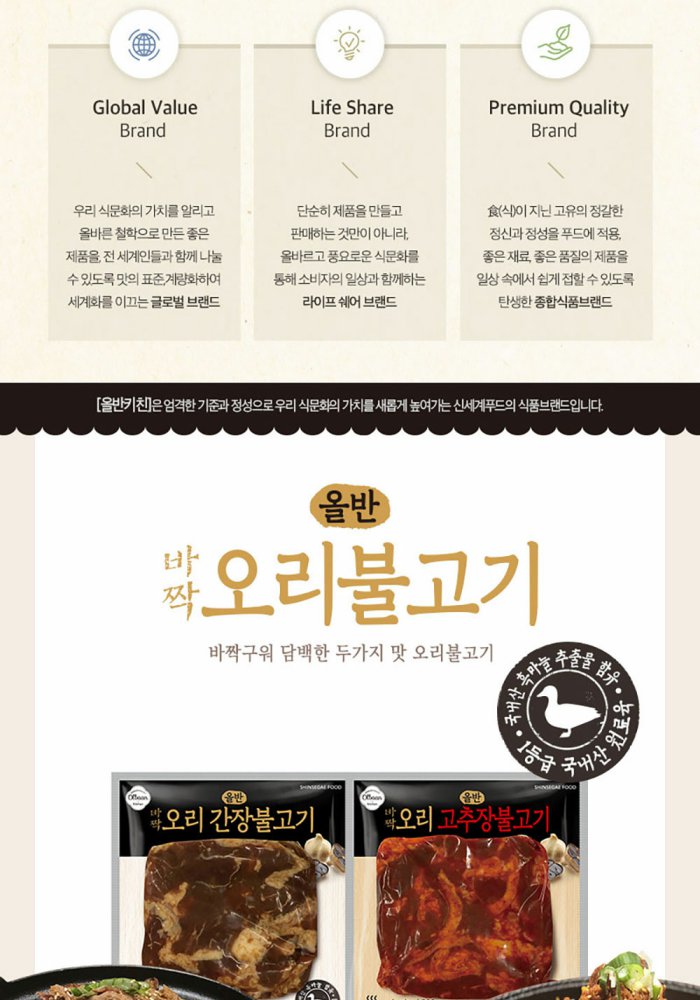 Global Value
Brand
우리 식문화의 가치를 알리고
올바른 철학으로 만든 좋은
제품을, 전 세계인들과 함께 나눌
수 있도록 맛의 표준,계량화하여
세계화를 이끄는 글로벌 브랜드
Life Share
Brand
단순히 제품을 만들고
판매하는 것만이 아니라,
올바르고 풍요로운 식문화를
통해 소비자의 일상과 함께하는
라이프 쉐어 브랜드
Premium Quality
Brand
食(식)이 지닌 고유의 정갈한
정신과 정성을 푸드에 적용,
좋은 재료, 좋은 품질의 제품을
일상 속에서 쉽게 접할 수 있도록
탄생한 종합식품브랜드
[올반키친]은 엄격한 기준과 정성으로 우리 식문화의 가치를 새롭게 높여가는 신세계푸드의 식품브랜드입니다.
올반
바짝 오리불고기
바짝구워 담백한 두가지 맛 오리불고기
국내산 흑마늘 추출물 함유
1등급 국내산 원료육
Olbaan
SHINSEGAE FOOD
올반
바짝 오리 간장불고기
Olbaan
SHINSEGAE FOOD
올반
바짝 오리 고추장불고기